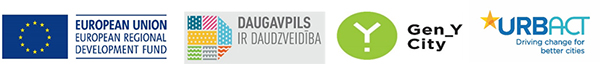 EUROPEAN UNION
EUROPEAN REGIONAL
DEVELOPMENT FUND
DAUGAVPILS
IR DAUDZVEIDĪBA
Y
Gen_Y
City
URBACT
Driving change for
better cities